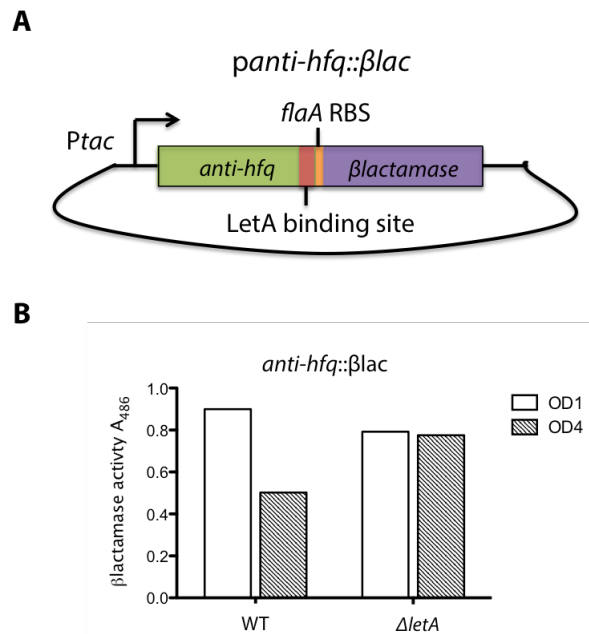 A
panti-hfq::βlac
flaA RBS
Ptac
anti-hfq
βlactamase
LetA binding site
B
anti-hfq::βlac
βlactamase activty A486
1.0
0.8
0.6
0.4
0.2
0.0
OD1
OD4
WT
ΔletA